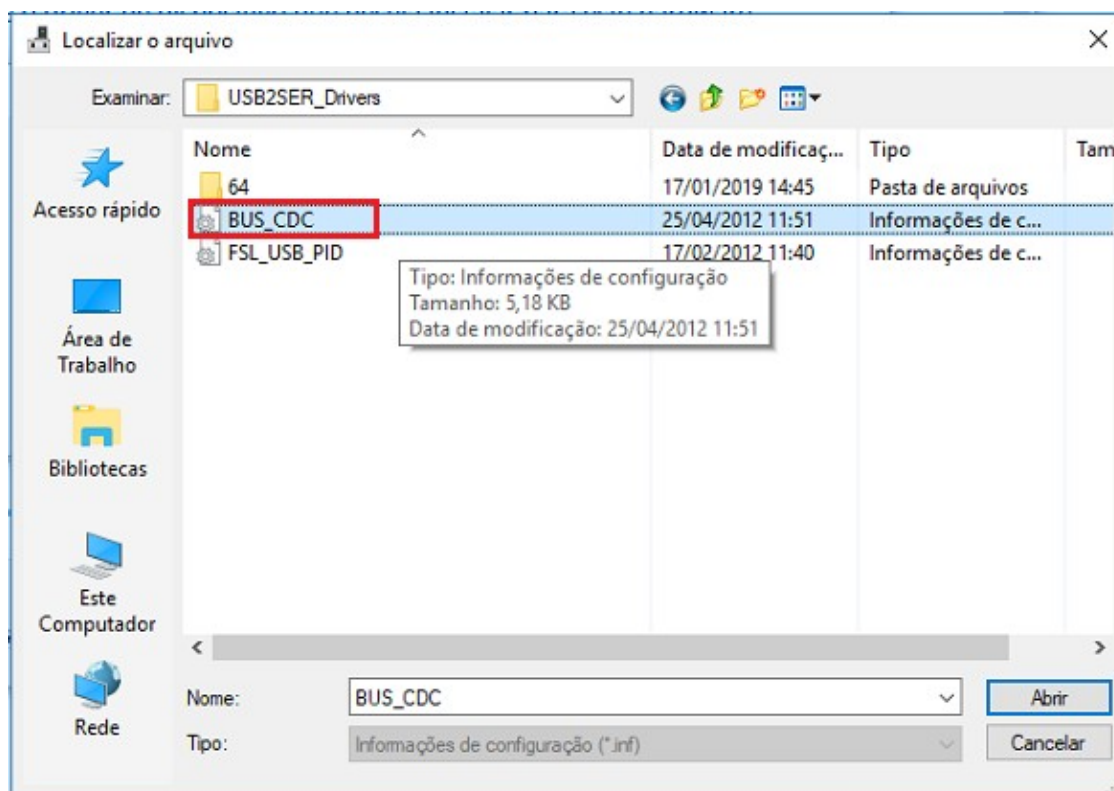 Localizar o arquivo
Examinar: USB2SER_Drivers
Nome Data de modificaç... Tipo Tam
64 17/01/2019 14:45 Pasta de arquivos
BUS_CDC 25/04/2012 11:51 Informações de c...
FSL_USB_PID 17/02/2012 11:40 Informações de c...
Tipo: Informações de configuração
Tamanho: 5,18 KB
Data de modificação: 25/04/2012 11:51
Acesso rápido
Área de
Trabalho
Bibliotecas
Este
Computador
Rede
Nome: BUS_CDC Abrir
Tipo: Informações de configuração (*.inf) Cancelar